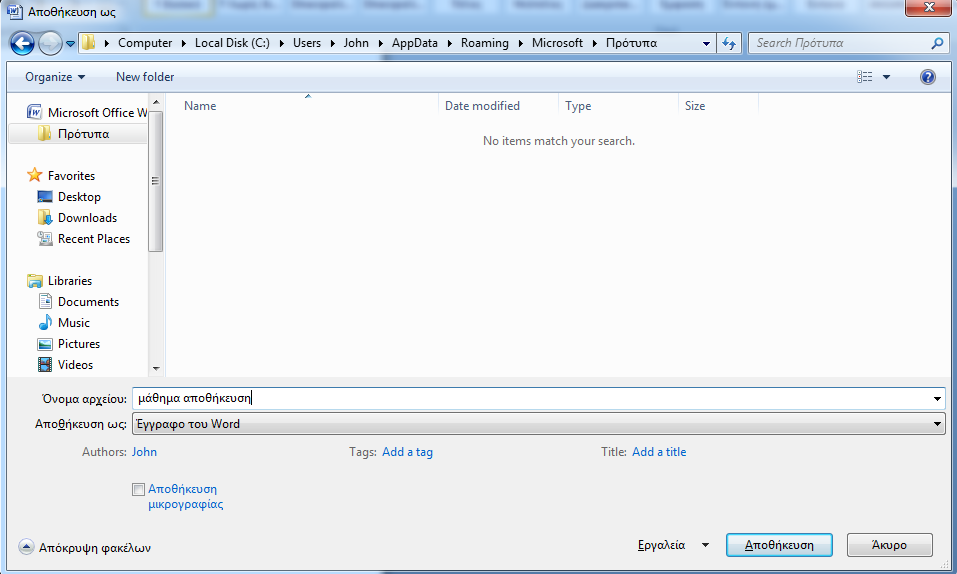 Αποθήκευση ως
Computer Local Disk (C:) Users John AppData Roaming Microsoft Πρότυπα Search Πρότυπα
Organize New folder
Microsoft Office W
Πρότυπα
Favorites
Desktop
Downloads
Recent Places
Libraries
Documents
Music
Pictures
Videos
Name Date modified Type Size
No items match your search.
Όνομα αρχείου: μάθημα αποθήκευση
Αποθήκευση ως: Έγγραφο του Word
Authors: John Tags: Add a tag Title: Add a title
Αποθήκευση
μικρογραφίας
Απόκρυψη φακέλων Εργαλεία Αποθήκευση Άκυρο